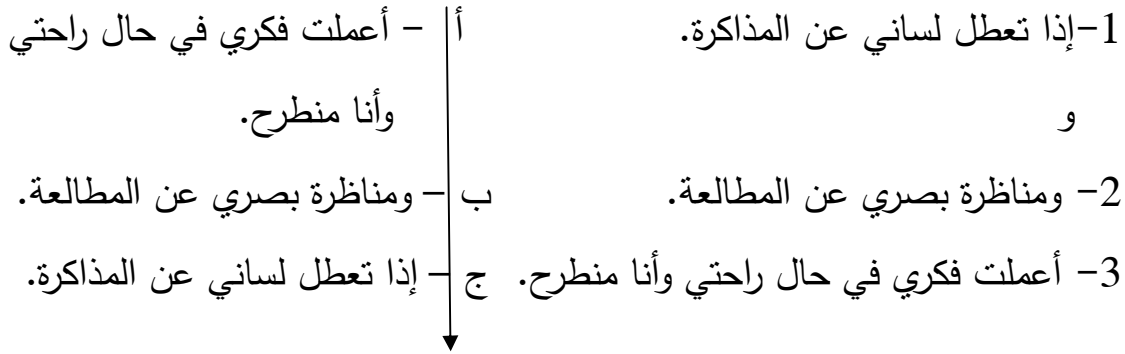 1-إذا تعطل لساني عن المذاكرة. أ - أعملت فكري في حال راحتي
و وأنا منطرح.
2- ومناظرة بصري عن المطالعة. ب - ومناظرة بصري عن المطالعة.
3- أعملت فكري في حال راحتي وأنا منطرح. ج - إذا تعطل لساني عن المذاكرة.